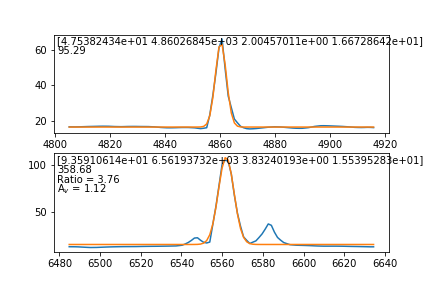 [4.75382434e+01 4.86026845e+03 2.00457011e+00 1.66728642e+01]
95.29
60
40
20
4800 4820 4840 4860 4880 4900 4920
[9.35910614e+01 6.56193732e+03 3.83240193e+00 1.55395283e+01]
358.68
Ratio = 3.76
Aν = 1.12
100
50
6480 6500 6520 6540 6560 6580 6600 6620 6640